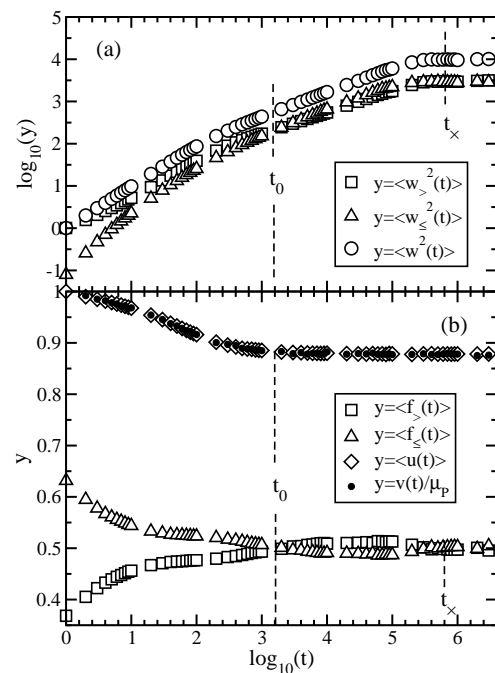 (a)
5
4
3
2
1
0
-1
log10(y)
t0
t×
y=<w>²(t)>
y=<w≤²(t)>
y=<w²(t)>
(b)
1
0.9
0.8
0.7
0.6
0.5
0.4
y
y=<f>(t)>
y=<f≤(t)>
y=<u(t)>
y=v(t)/μP
t0
t×
0 1 2 3 4 5 6
log10(t)